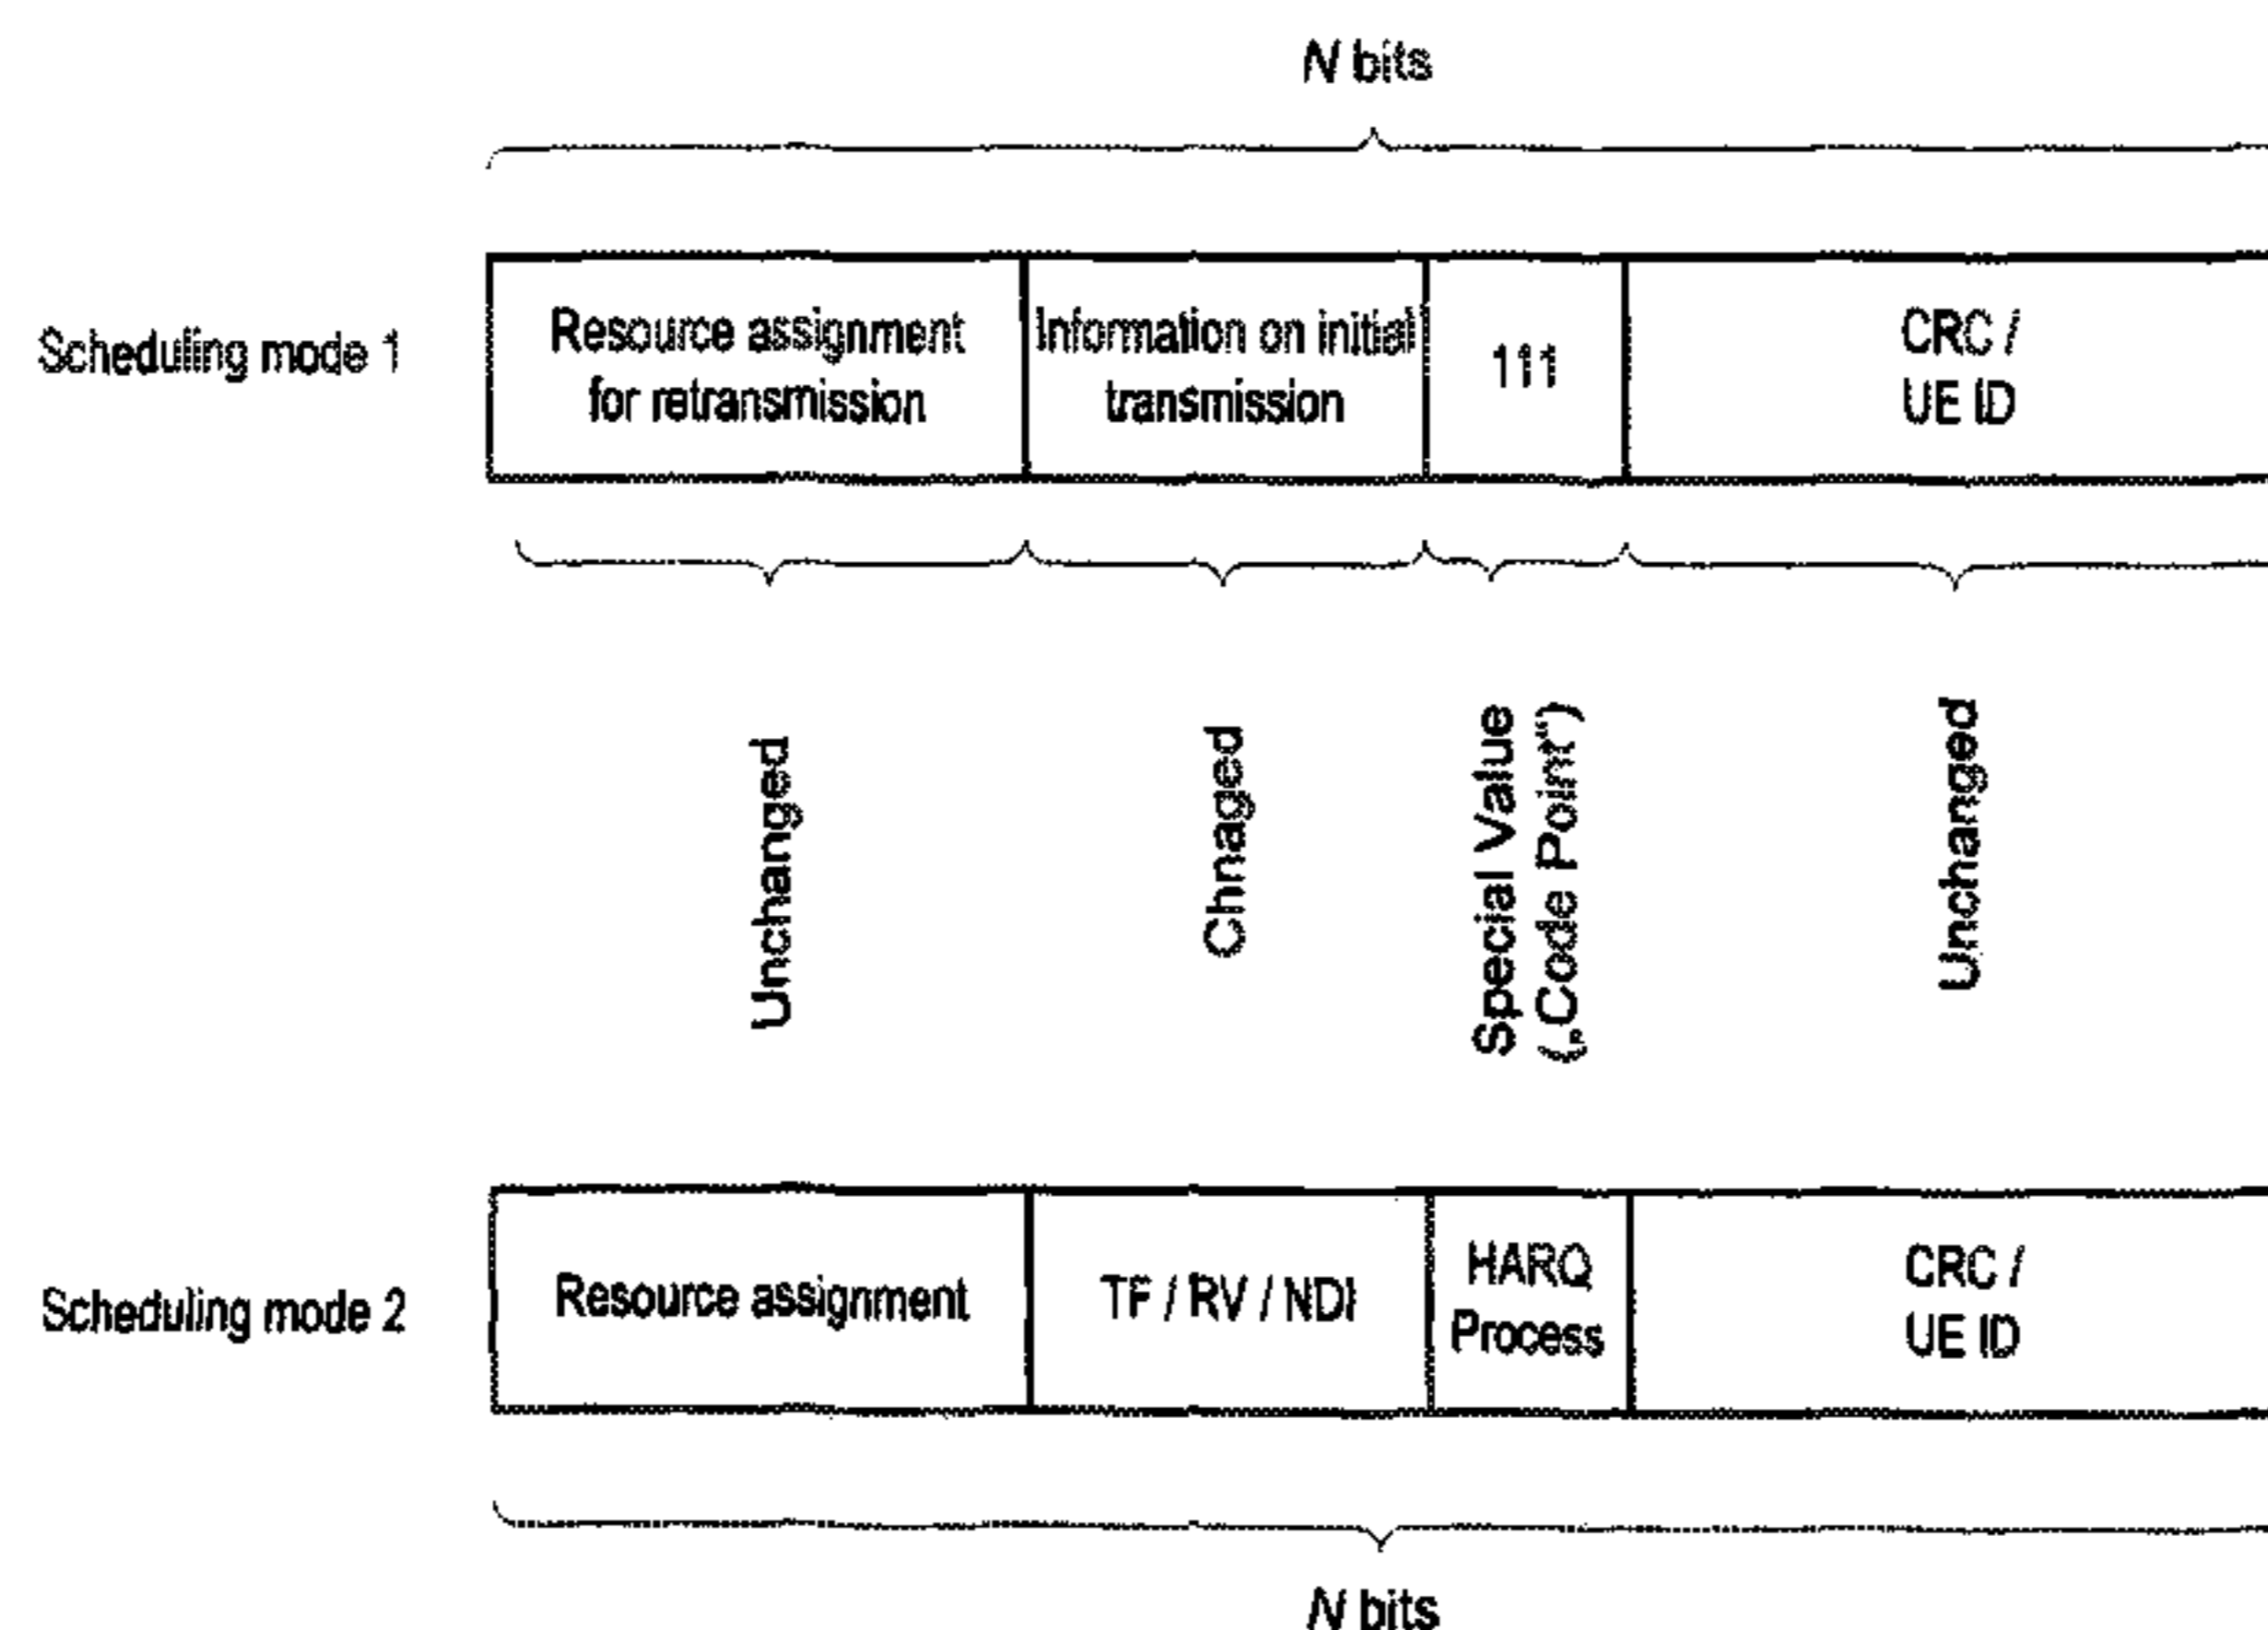 N bits
Scheduling mode 1
Resource assignment
for retransmission
Information on initial
transmission
111
CRC /
UE ID
Unchanged
Chnaged
Special Value
(„Code Point“)
Unchanged
Scheduling mode 2
Resource assignment
TF / RV / NDI
HARQ
Process
CRC /
UE ID
N bits